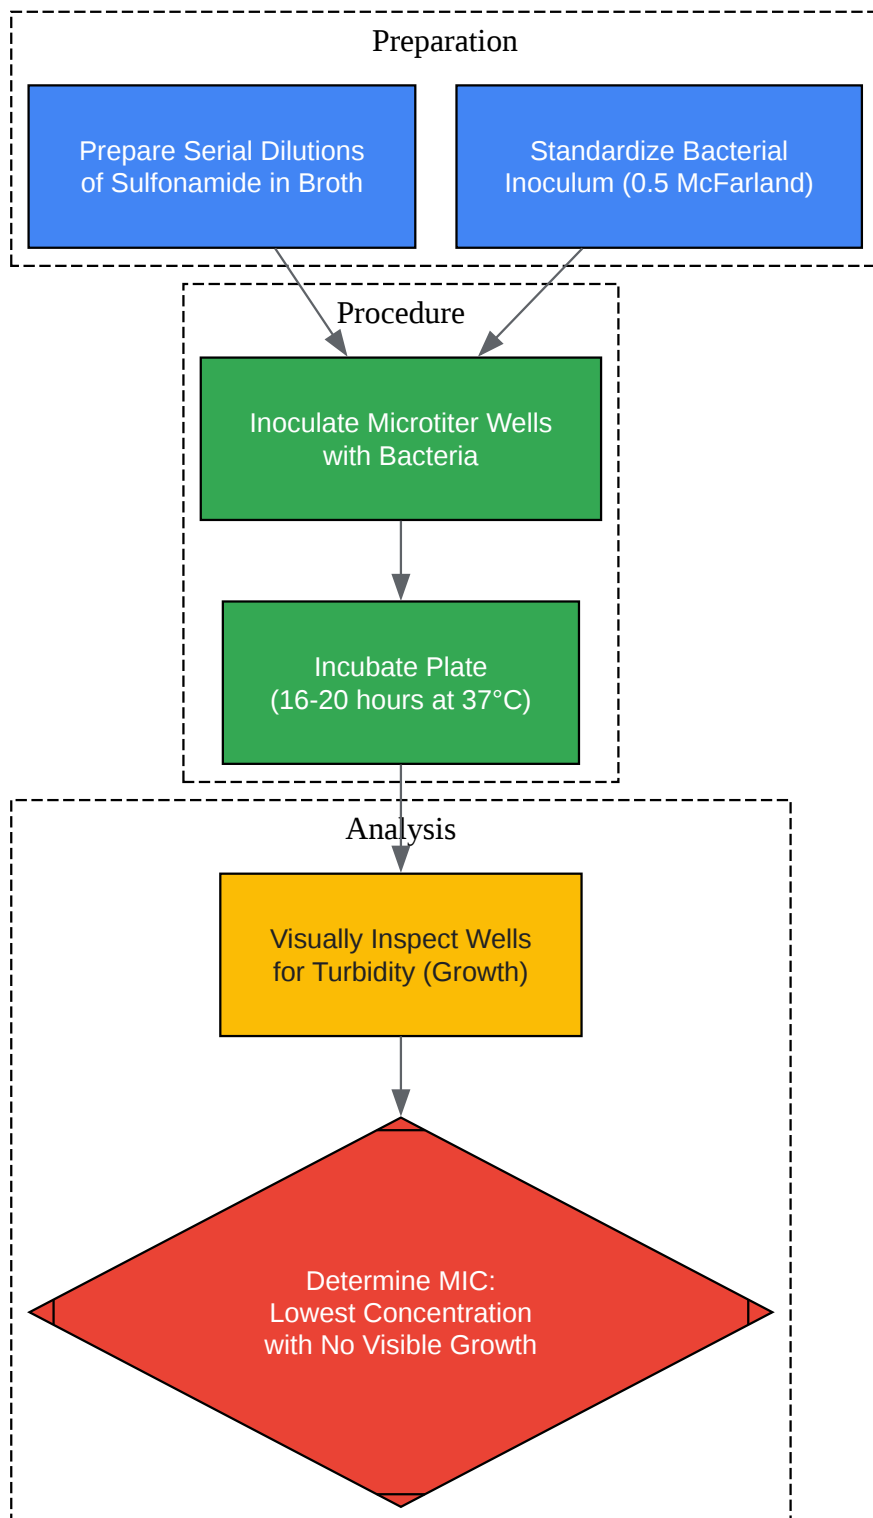 Preparation
Prepare Serial Dilutions
of Sulfonamide in Broth
Standardize Bacterial
Inoculum (0.5 McFarland)
Procedure
Inoculate Microtiter Wells
with Bacteria
Incubate Plate
(16-20 hours at 37°C)
Analysis
Visually Inspect Wells
for Turbidity (Growth)
Determine MIC:
Lowest Concentration
with No Visible Growth